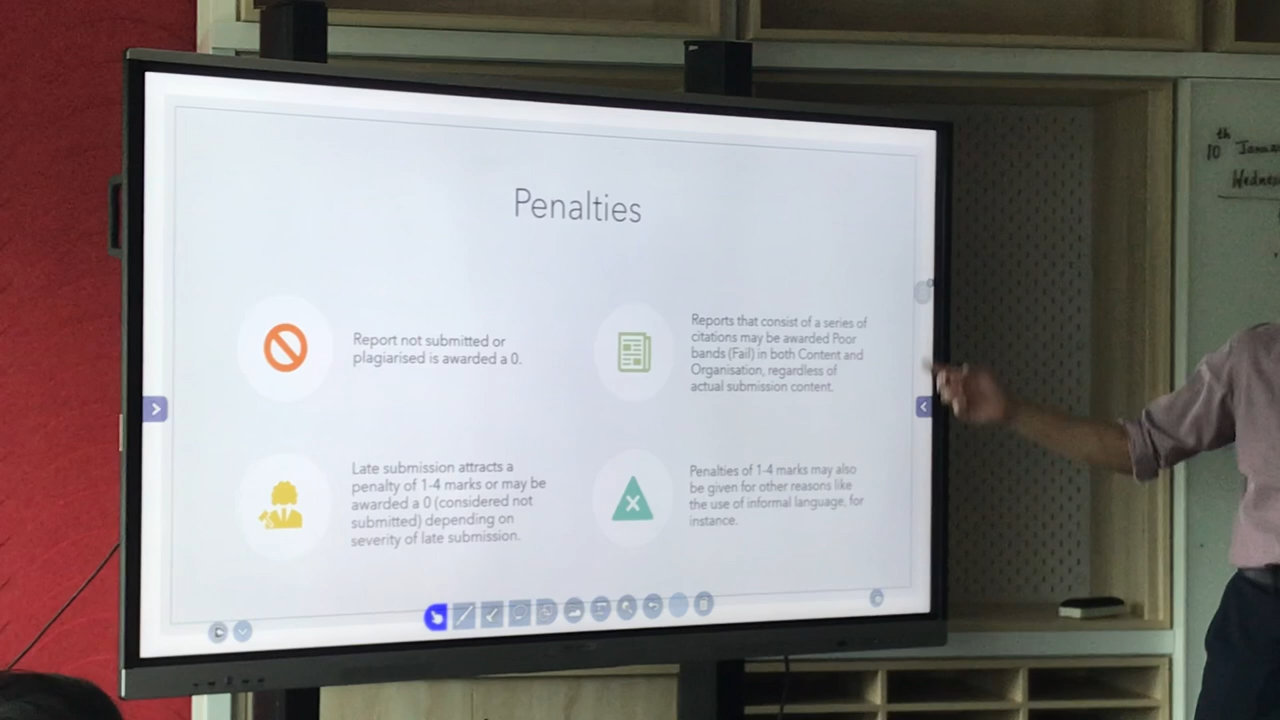 Penalties
Report not submitted or
plagiarised is awarded a 0.
Reports that consist of a series of
citations may be awarded Poor
bands (Fail) in both Content and
Organisation, regardless of
actual submission content.
Late submission attracts a
penalty of 1-4 marks or may be
awarded a 0 (considered not
submitted) depending on
severity of late submission.
Penalties of 1-4 marks may also
be given for other reasons like
the use of informal language, for
instance.
10th